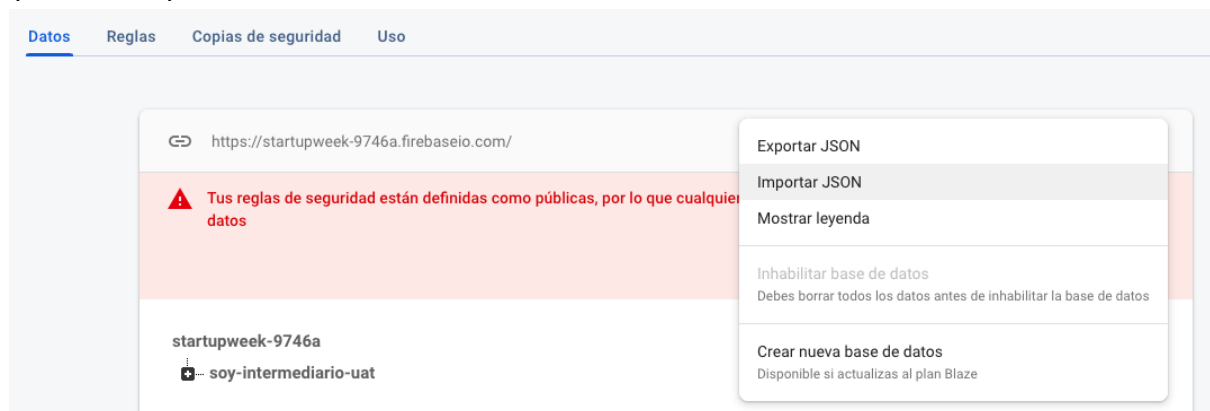 Datos Reglas Copias de seguridad Uso
https://startupweek-9746a.firebaseio.com/
Tus reglas de seguridad están definidas como públicas, por lo que cualquier
datos
Exportar JSON
Importar JSON
Mostrar leyenda
Inhabilitar base de datos
Debes borrar todos los datos antes de inhabilitar la base de datos
Crear nueva base de datos
Disponible si actualizas al plan Blaze
startupweek-9746a
soy-intermediario-uat